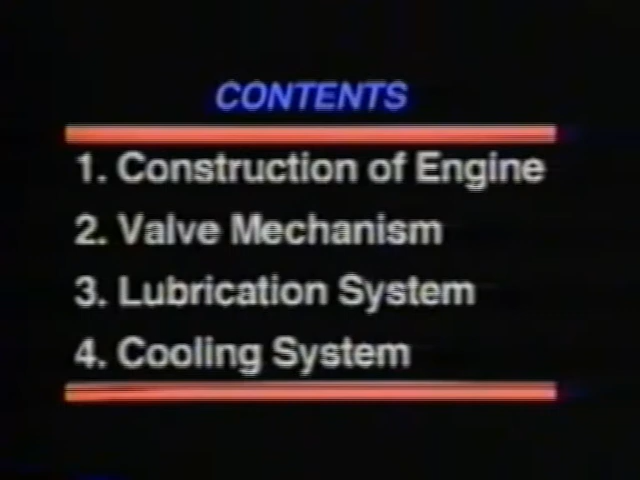 CONTENTS
1. Construction of Engine
2. Valve Mechanism
3. Lubrication System
4. Cooling System